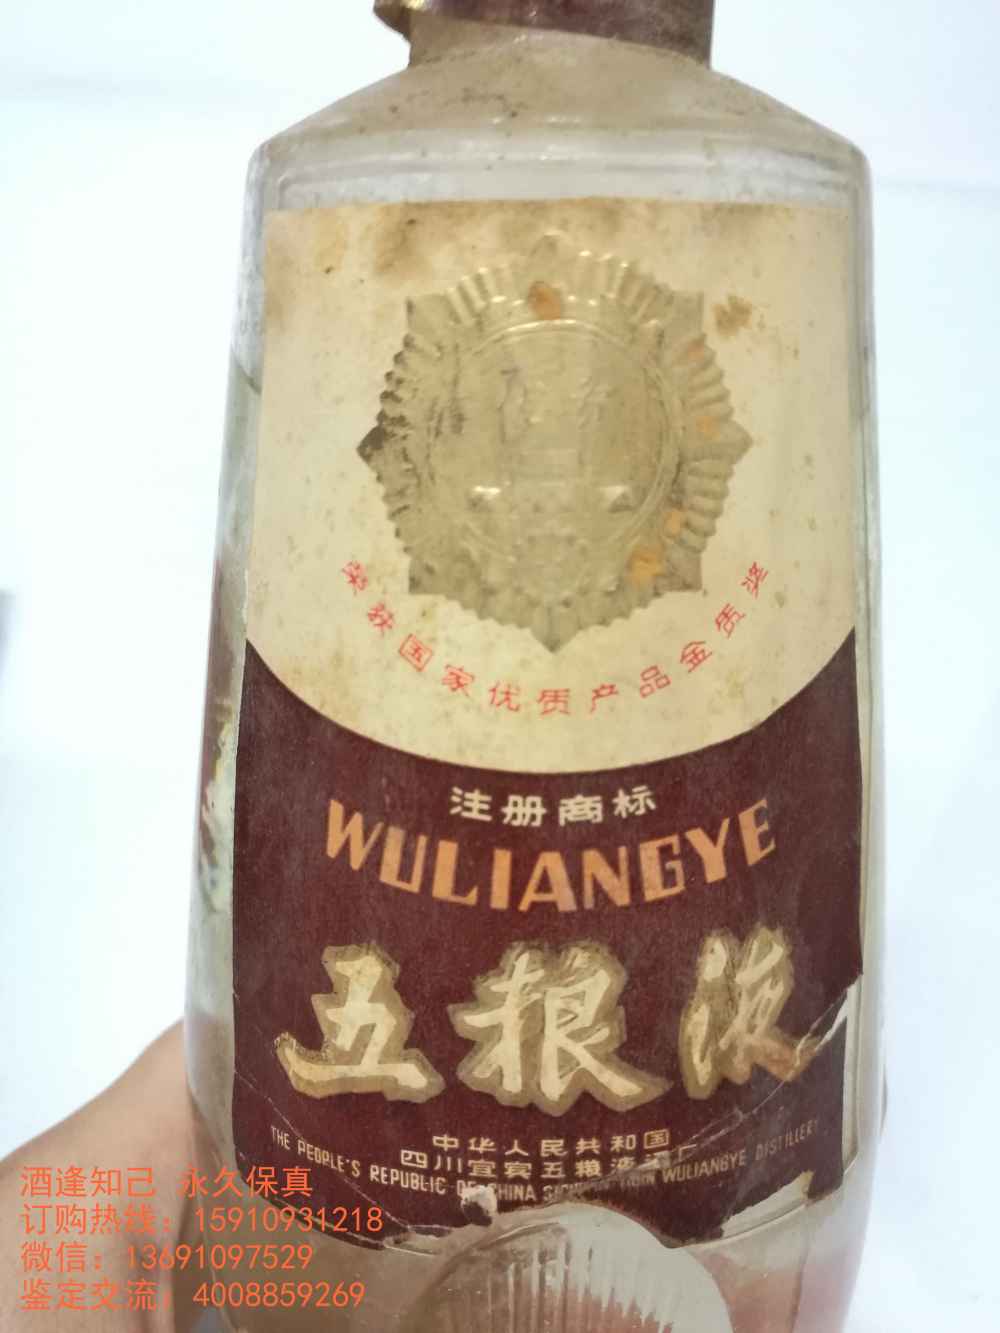 荣获国家优质产品金质奖
注册商标
WULIANGYE
五粮液
中华人民共和国
四川宜宾五粮液酒厂
THE PEOPLE'S REPUBLIC OF CHINA YIBIN WULIANGYE DISTILLERY
酒逢知己 永久保真
订购热线：15910931218
微信：13691097529
鉴定交流：4008859269